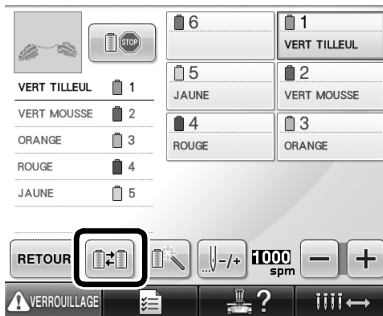 STOP
6
1
VERT TILLEUL
VERT TILLEUL 1
5
JAUNE
2
VERT MOUSSE
VERT MOUSSE 2
ORANGE 3
4
ROUGE
3
ORANGE
ROUGE 4
JAUNE 5
RETOUR
-/+
1000
spm
− +
VERROUILLAGE
?